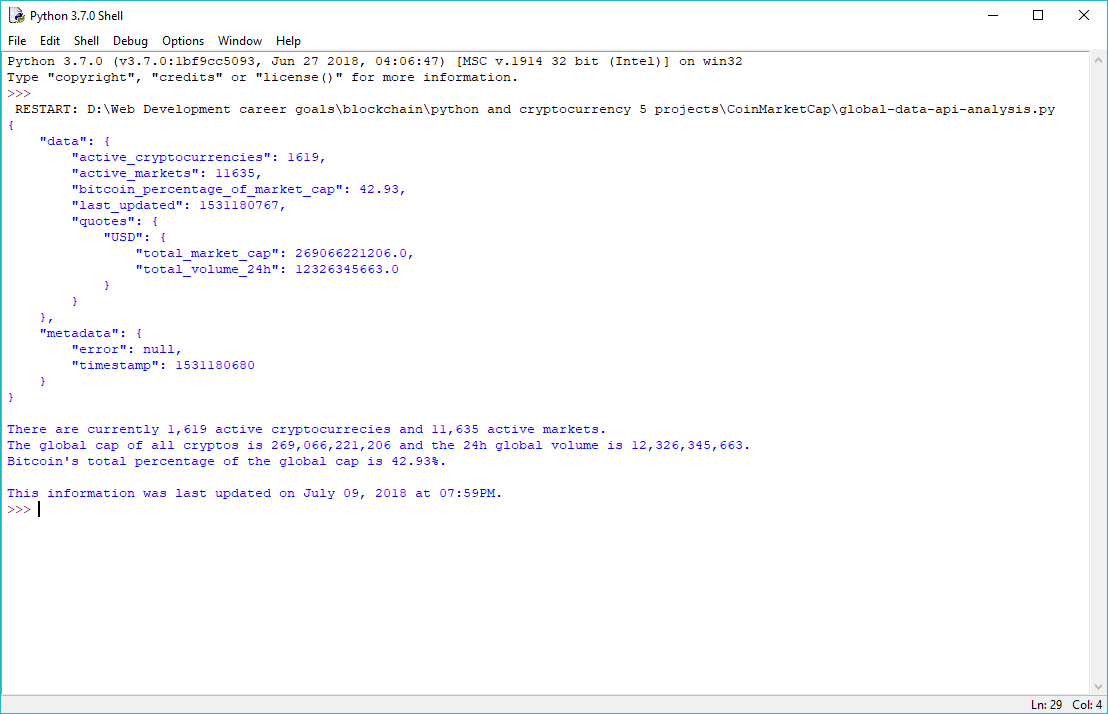 Python 3.7.0 Shell
File Edit Shell Debug Options Window Help
Python 3.7.0 (v3.7.0:1bf9cc5093, Jun 27 2018, 04:06:47) [MSC v.1914 32 bit (Intel)] on win32
Type "copyright", "credits" or "license()" for more information.
>>>
 RESTART: D:\Web Development career goals\blockchain\python and cryptocurrency 5 projects\CoinMarketCap\global-data-api-analysis.py
{
    "data": {
        "active_cryptocurrencies": 1619,
        "active_markets": 11635,
        "bitcoin_percentage_of_market_cap": 42.93,
        "last_updated": 1531180767,
        "quotes": {
            "USD": {
                "total_market_cap": 269066221206.0,
                "total_volume_24h": 12326345663.0
            }
        }
    },
    "metadata": {
        "error": null,
        "timestamp": 1531180680
    }
}
There are currently 1,619 active cryptocurrecies and 11,635 active markets.
The global cap of all cryptos is 269,066,221,206 and the 24h global volume is 12,326,345,663.
Bitcoin's total percentage of the global cap is 42.93%.
This information was last updated on July 09, 2018 at 07:59PM.
>>>
Ln: 29 Col: 4